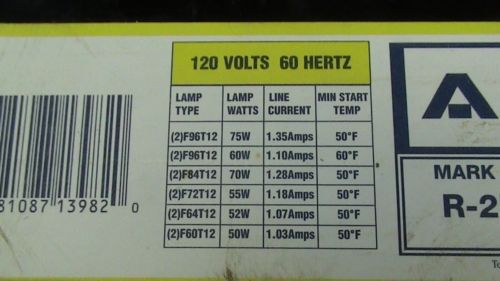 120 VOLTS 60 HERTZ
LAMP TYPE LAMP WATTS LINE CURRENT MIN START TEMP
(2)F96T12 75W 1.35Amps 50°F
(2)F96T12 60W 1.10Amps 60°F
(2)F84T12 70W 1.28Amps 50°F
(2)F72T12 55W 1.18Amps 50°F
(2)F64T12 52W 1.07Amps 50°F
(2)F60T12 50W 1.03Amps 50°F
81087 13982 0
A
MARK
R-2
To